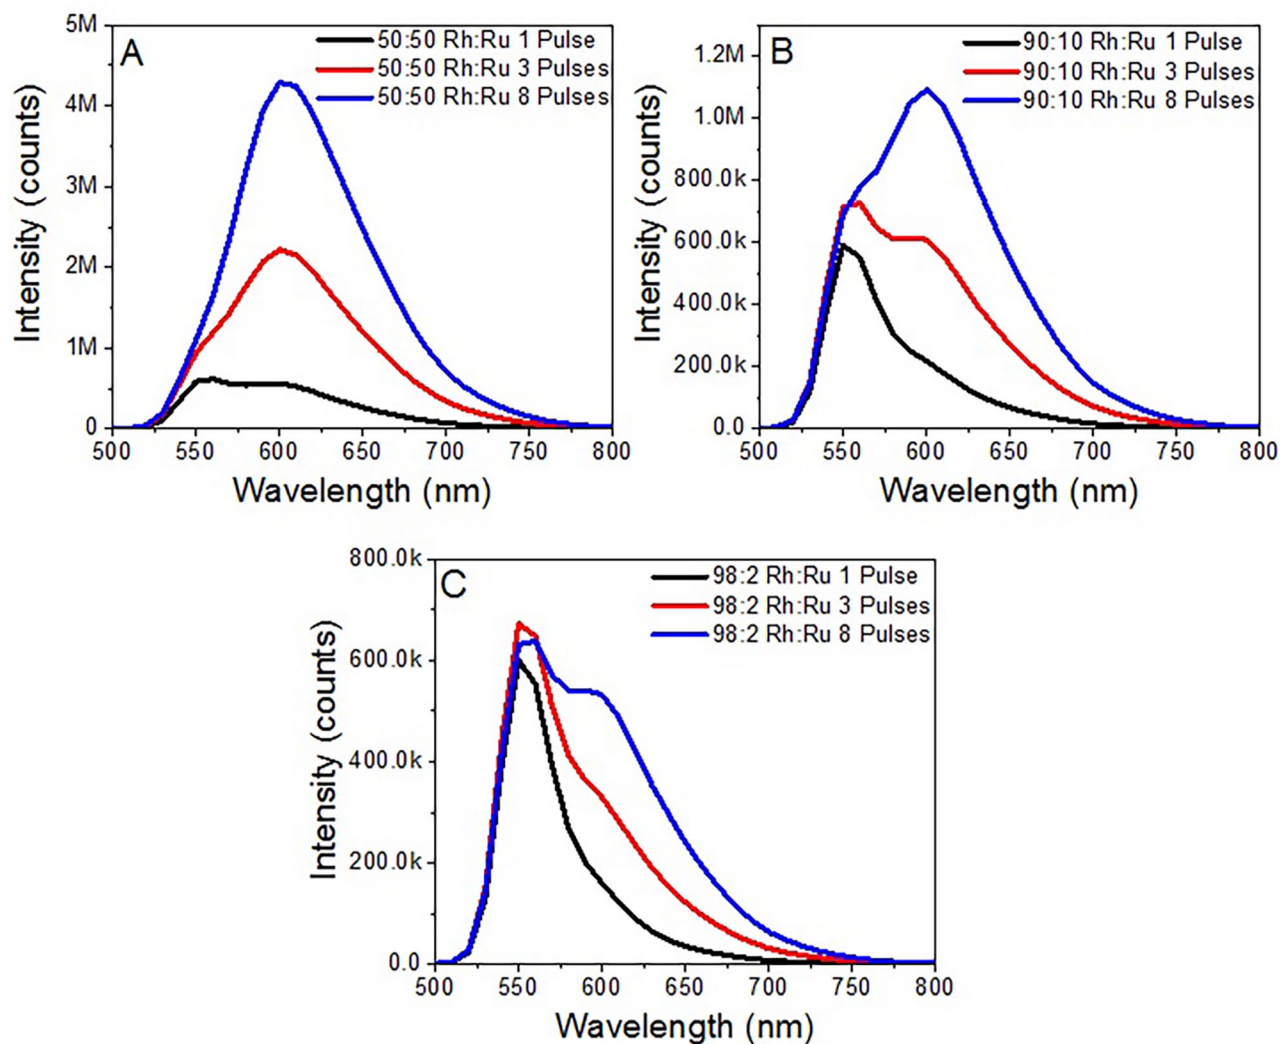 A
50:50 Rh:Ru 1 Pulse
50:50 Rh:Ru 3 Pulses
50:50 Rh:Ru 8 Pulses
5M
4M
3M
2M
1M
0
Intensity (counts)
500 550 600 650 700 750 800
Wavelength (nm)
B
90:10 Rh:Ru 1 Pulse
90:10 Rh:Ru 3 Pulses
90:10 Rh:Ru 8 Pulses
1.2M
1.0M
800.0k
600.0k
400.0k
200.0k
0.0
Intensity (counts)
500 550 600 650 700 750 800
Wavelength (nm)
C
98:2 Rh:Ru 1 Pulse
98:2 Rh:Ru 3 Pulses
98:2 Rh:Ru 8 Pulses
800.0k
600.0k
400.0k
200.0k
0.0
Intensity (counts)
500 550 600 650 700 750 800
Wavelength (nm)